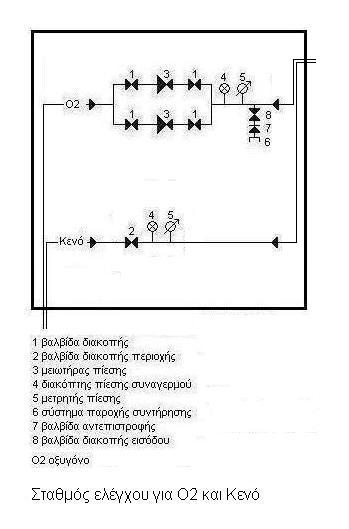 1 3 1 4 5
O2
1 3 1 8
7
6
4 5
2
Κενό
1 βαλβίδα διακοπής
2 βαλβίδα διακοπής περιοχής
3 μειωτήρας πίεσης
4 διακόπτης πίεσης συναγερμού
5 μετρητής πίεσης
6 σύστημα παροχής συντήρησης
7 βαλβίδα αντεπιστροφής
8 βαλβίδα διακοπής εισόδου
O2 οξυγόνο
Σταθμός ελέγχου για O2 και Κενό